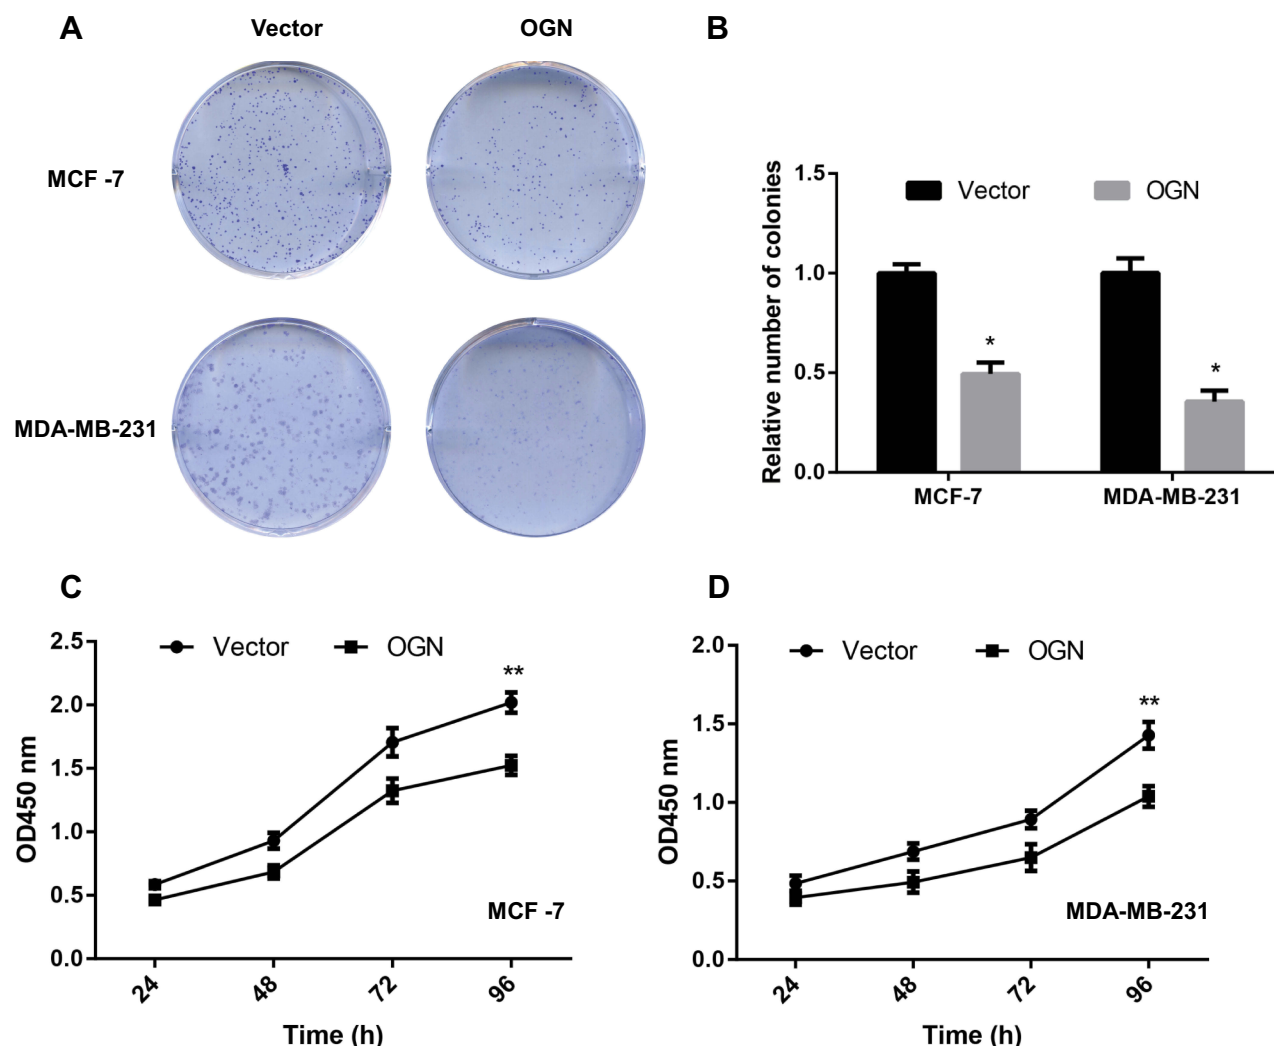 A
Vector
OGN
MCF -7
MDA-MB-231
B
Relative number of colonies
1.5
1.0
0.5
0.0
Vector
OGN
*
*
MCF-7
MDA-MB-231
C
OD450 nm
2.5
2.0
1.5
1.0
0.5
0.0
Vector
OGN
**
MCF -7
24
48
72
96
Time (h)
D
OD450 nm
2.0
1.5
1.0
0.5
0.0
Vector
OGN
**
MDA-MB-231
24
48
72
96
Time (h)